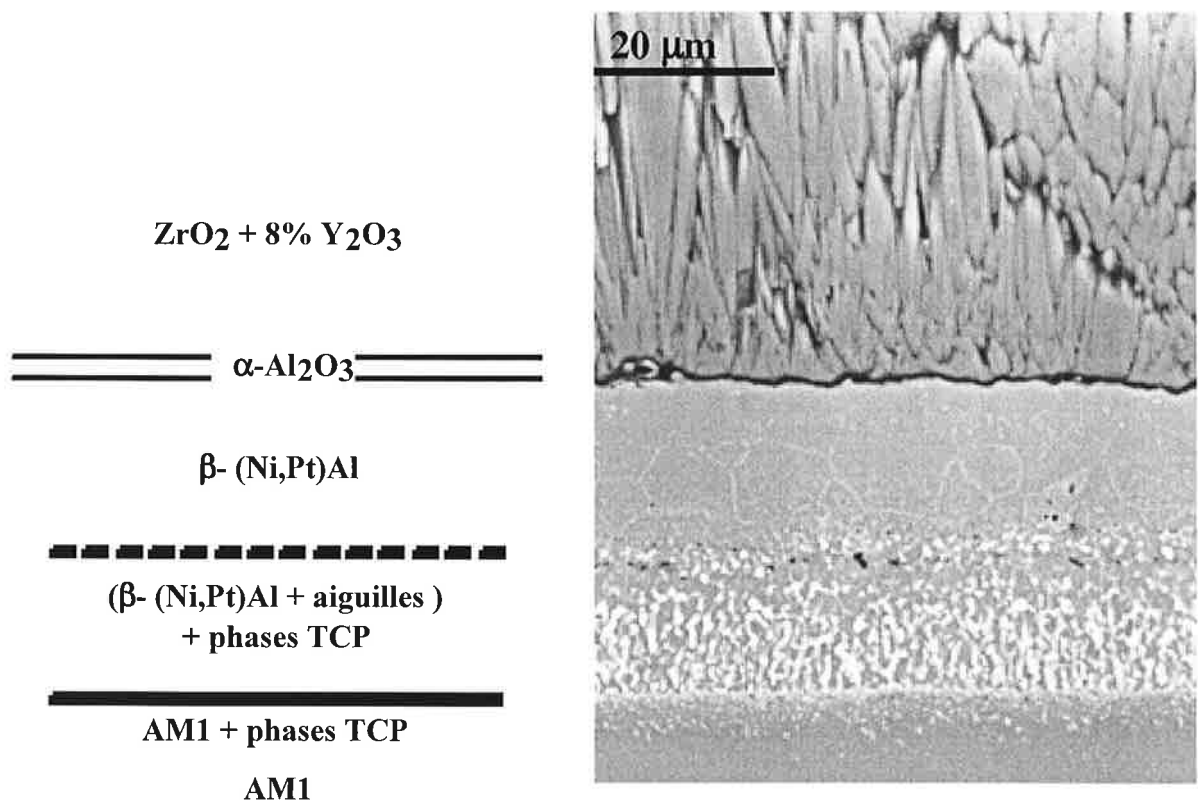 20 µm
ZrO2 + 8% Y2O3
α-Al2O3
β- (Ni,Pt)Al
(β- (Ni,Pt)Al + aiguilles )
+ phases TCP
AM1 + phases TCP
AM1